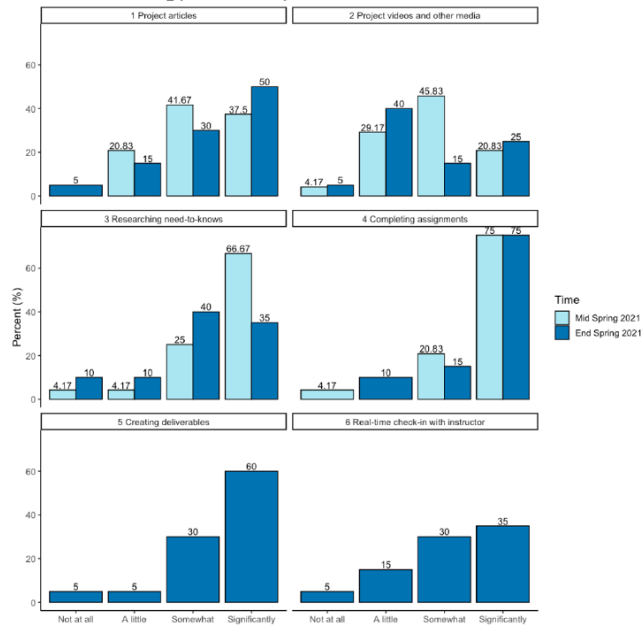 1 Project articles
2 Project videos and other media
60
40
20
0
5
20.83
15
41.67
30
37.5
50
4.17
5
29.17
40
45.83
15
20.83
25
3 Researching need-to-knows
4 Completing assignments
60
40
20
0
4.17
10
4.17
10
25
40
66.67
35
4.17
10
20.83
15
75
75
Percent (%)
Time
Mid Spring 2021
End Spring 2021
5 Creating deliverables
6 Real-time check-in with instructor
60
40
20
0
5
5
30
60
5
15
30
35
Not at all
A little
Somewhat
Significantly
Not at all
A little
Somewhat
Significantly